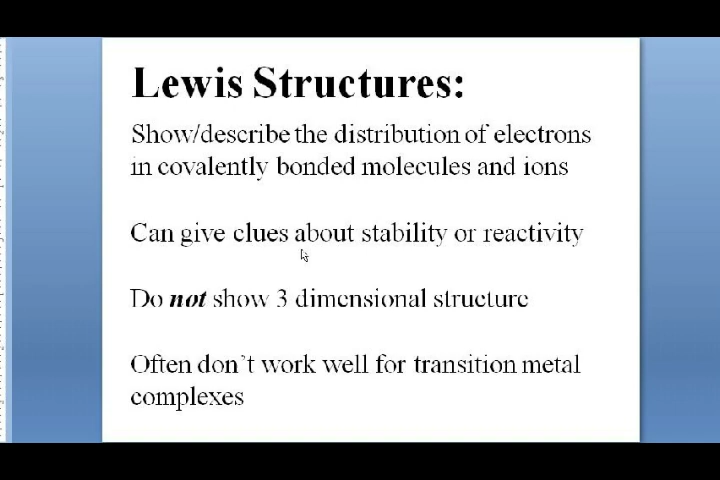 Lewis Structures:
Show/describe the distribution of electrons
in covalently bonded molecules and ions
Can give clues about stability or reactivity
Do not show 3 dimensional structure
Often don't work well for transition metal
complexes